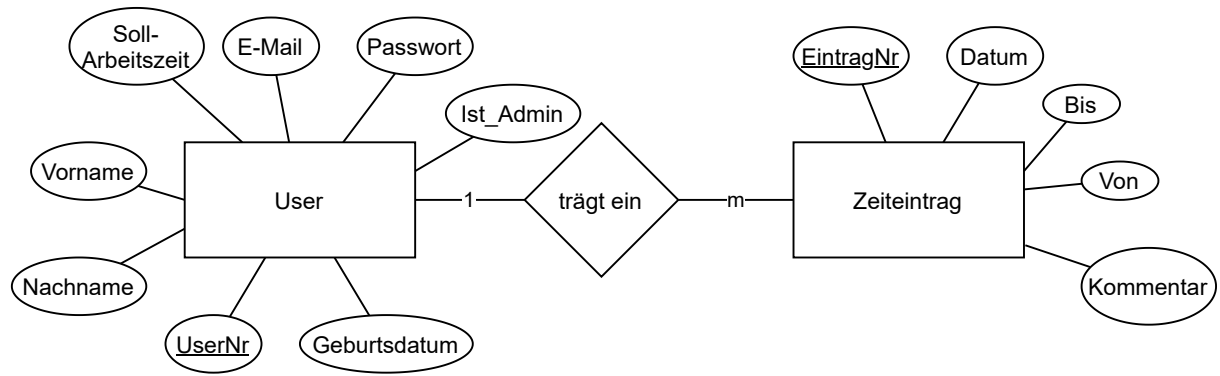 Soll-
Arbeitszeit
E-Mail
Passwort
Ist_Admin
Vorname
User
Nachname
UserNr
Geburtsdatum
1
trägt ein
m
EintragNr
Datum
Bis
Von
Zeiteintrag
Kommentar